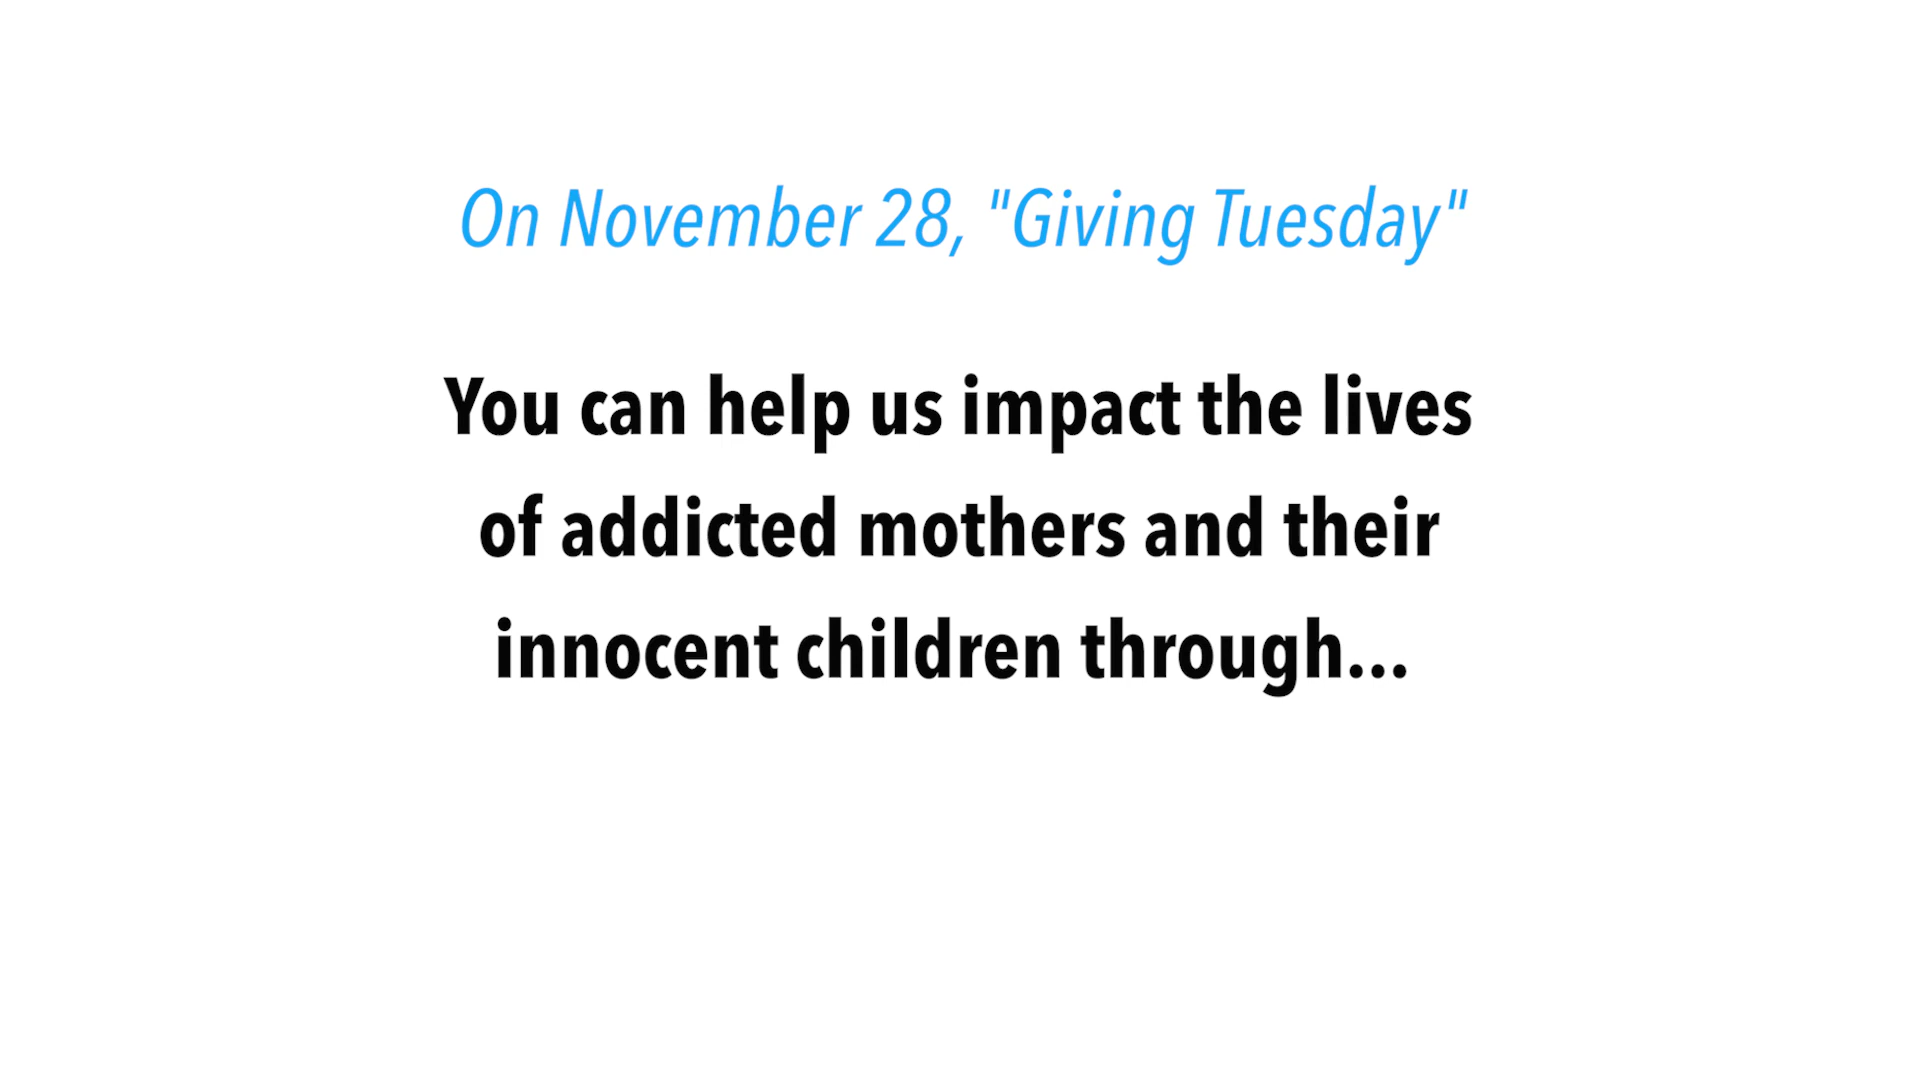 On November 28, "Giving Tuesday"
You can help us impact the lives
of addicted mothers and their
innocent children through...